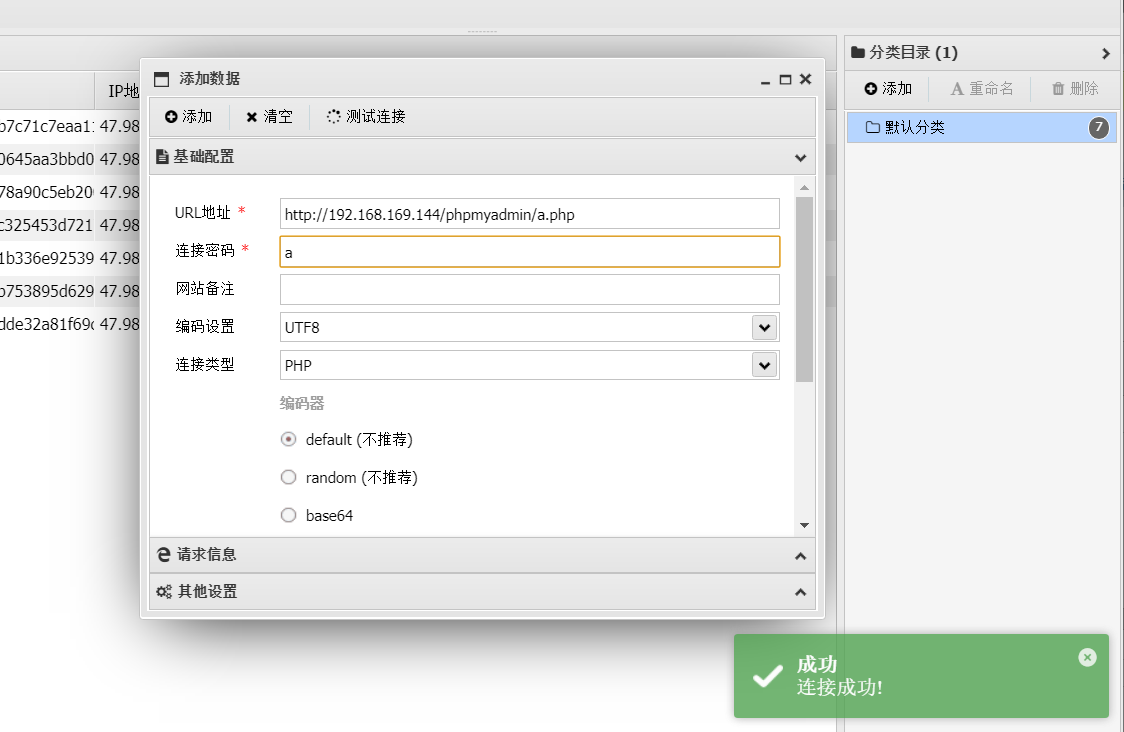 分类目录 (1)
添加 重命名 删除
默认分类 7
IP地
b7c71c7eaa1 47.98
0645aa3bbd0 47.98
78a90c5eb20 47.98
c325453d721 47.98
1b336e92539 47.98
b753895d629 47.98
dde32a81f69 47.98
添加数据
添加 清空 测试连接
基础配置
URL地址 * http://192.168.169.144/phpmyadmin/a.php
连接密码 * a
网站备注
编码设置 UTF8
连接类型 PHP
编码器
default (不推荐)
random (不推荐)
base64
请求信息
其他设置
成功
连接成功!